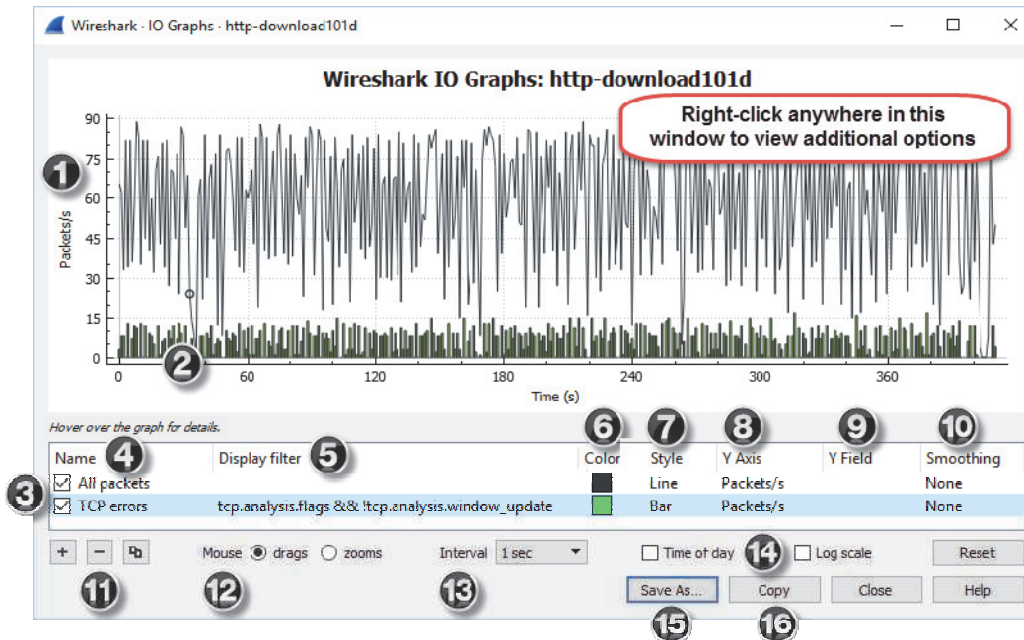 Wireshark · IO Graphs · http-download101d
Wireshark IO Graphs: http-download101d
Right-click anywhere in this
window to view additional options
90
75
60
45
30
15
0
1
Packets/s
2
0
60
120
180
240
300
360
Time (s)
Hover over the graph for details.
Name 4 Display filter 5 6 Color 7 Style 8 Y Axis 9 Y Field 10 Smoothing
3
All packets Line Packets/s None
TCP errors tcp.analysis.flags && !tcp.analysis.window_update Bar Packets/s None
+ − Mouse drags zooms Interval 1 sec Time of day 14 Log scale Reset
11 12 13
Save As... Copy Close Help
15 16